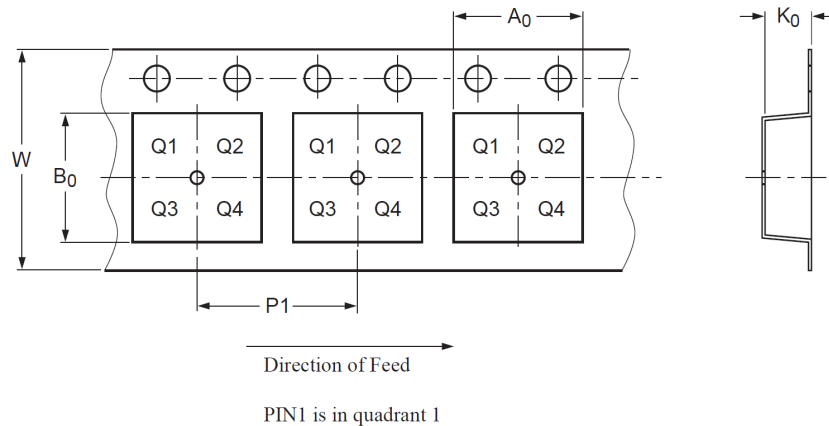 A0
K0
Q1 Q2 Q1 Q2 Q1 Q2
W
B0
Q3 Q4 Q3 Q4 Q3 Q4
P1
Direction of Feed
PIN1 is in quadrant 1